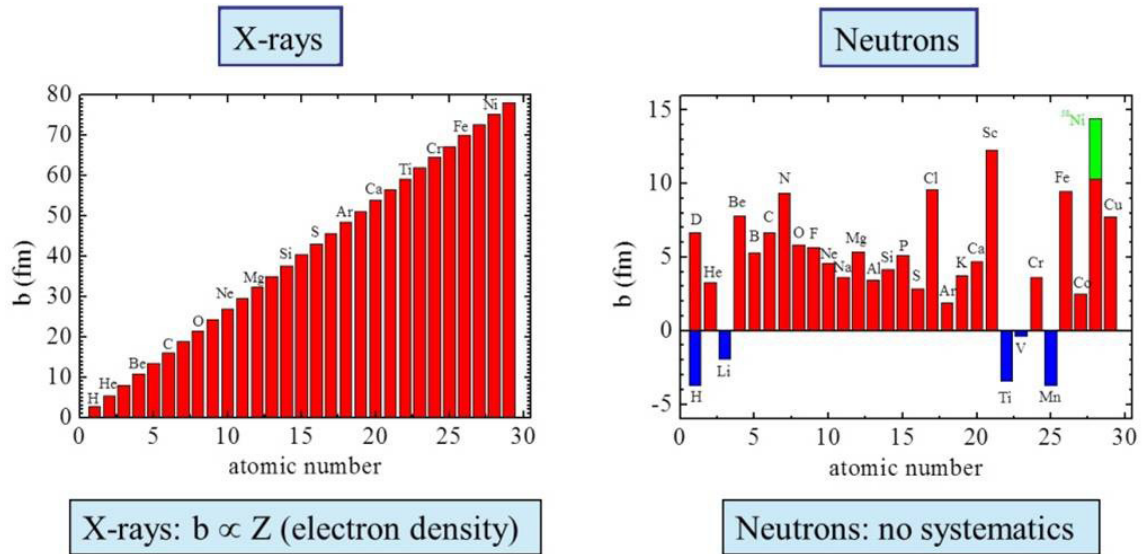 X-rays
80
70
60
50
40
30
20
10
0
b (fm)
H
He
Be
C
O
Ne
Mg
Si
S
Ar
Ca
Ti
Cr
Fe
Ni
0 5 10 15 20 25 30
atomic number
X-rays: b ∝ Z (electron density)
Neutrons
15
10
5
0
-5
b (fm)
D
H
He
Li
Be
B
C
N
O
F
Ne
Na
Mg
Al
Si
P
S
Cl
Ar
K
Ca
Sc
Ti
V
Cr
Mn
Fe
Co
⁵⁸Ni
Cu
0 5 10 15 20 25 30
atomic number
Neutrons: no systematics